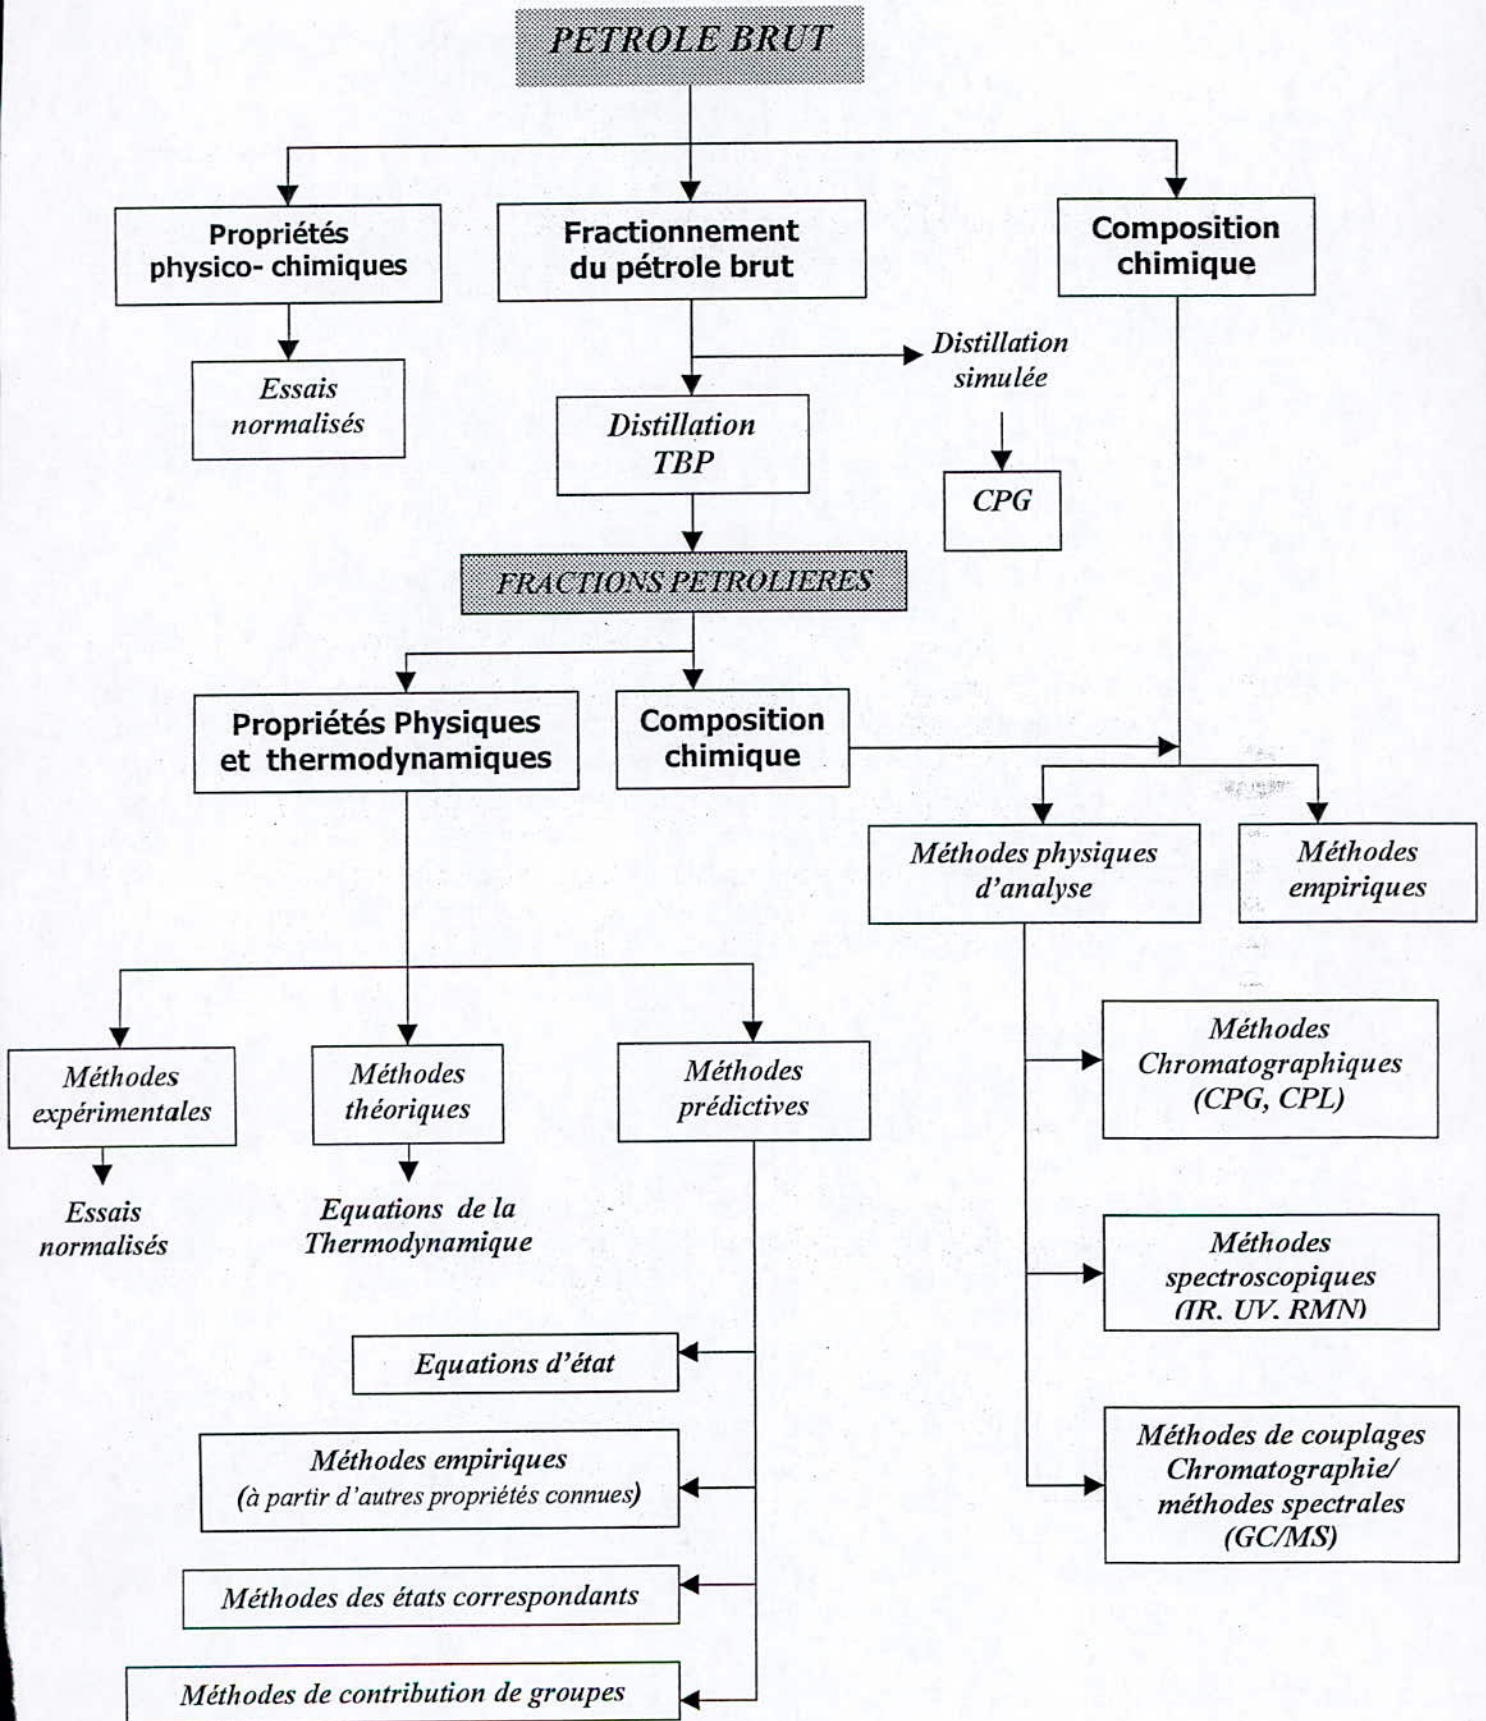 PETROLE BRUT
Propriétés
physico- chimiques
Fractionnement
du pétrole brut
Composition
chimique
Essais
normalisés
Distillation
simulée
Distillation
TBP
CPG
FRACTIONS PETROLIERES
Propriétés Physiques
et thermodynamiques
Composition
chimique
Méthodes physiques
d'analyse
Méthodes
empiriques
Méthodes
expérimentales
Méthodes
théoriques
Méthodes
prédictives
Méthodes
Chromatographiques
(CPG, CPL)
Essais
normalisés
Equations de la
Thermodynamique
Méthodes
spectroscopiques
(IR. UV. RMN)
Equations d'état
Méthodes empiriques
(à partir d'autres propriétés connues)
Méthodes de couplages
Chromatographie/
méthodes spectrales
(GC/MS)
Méthodes des états correspondants
Méthodes de contribution de groupes